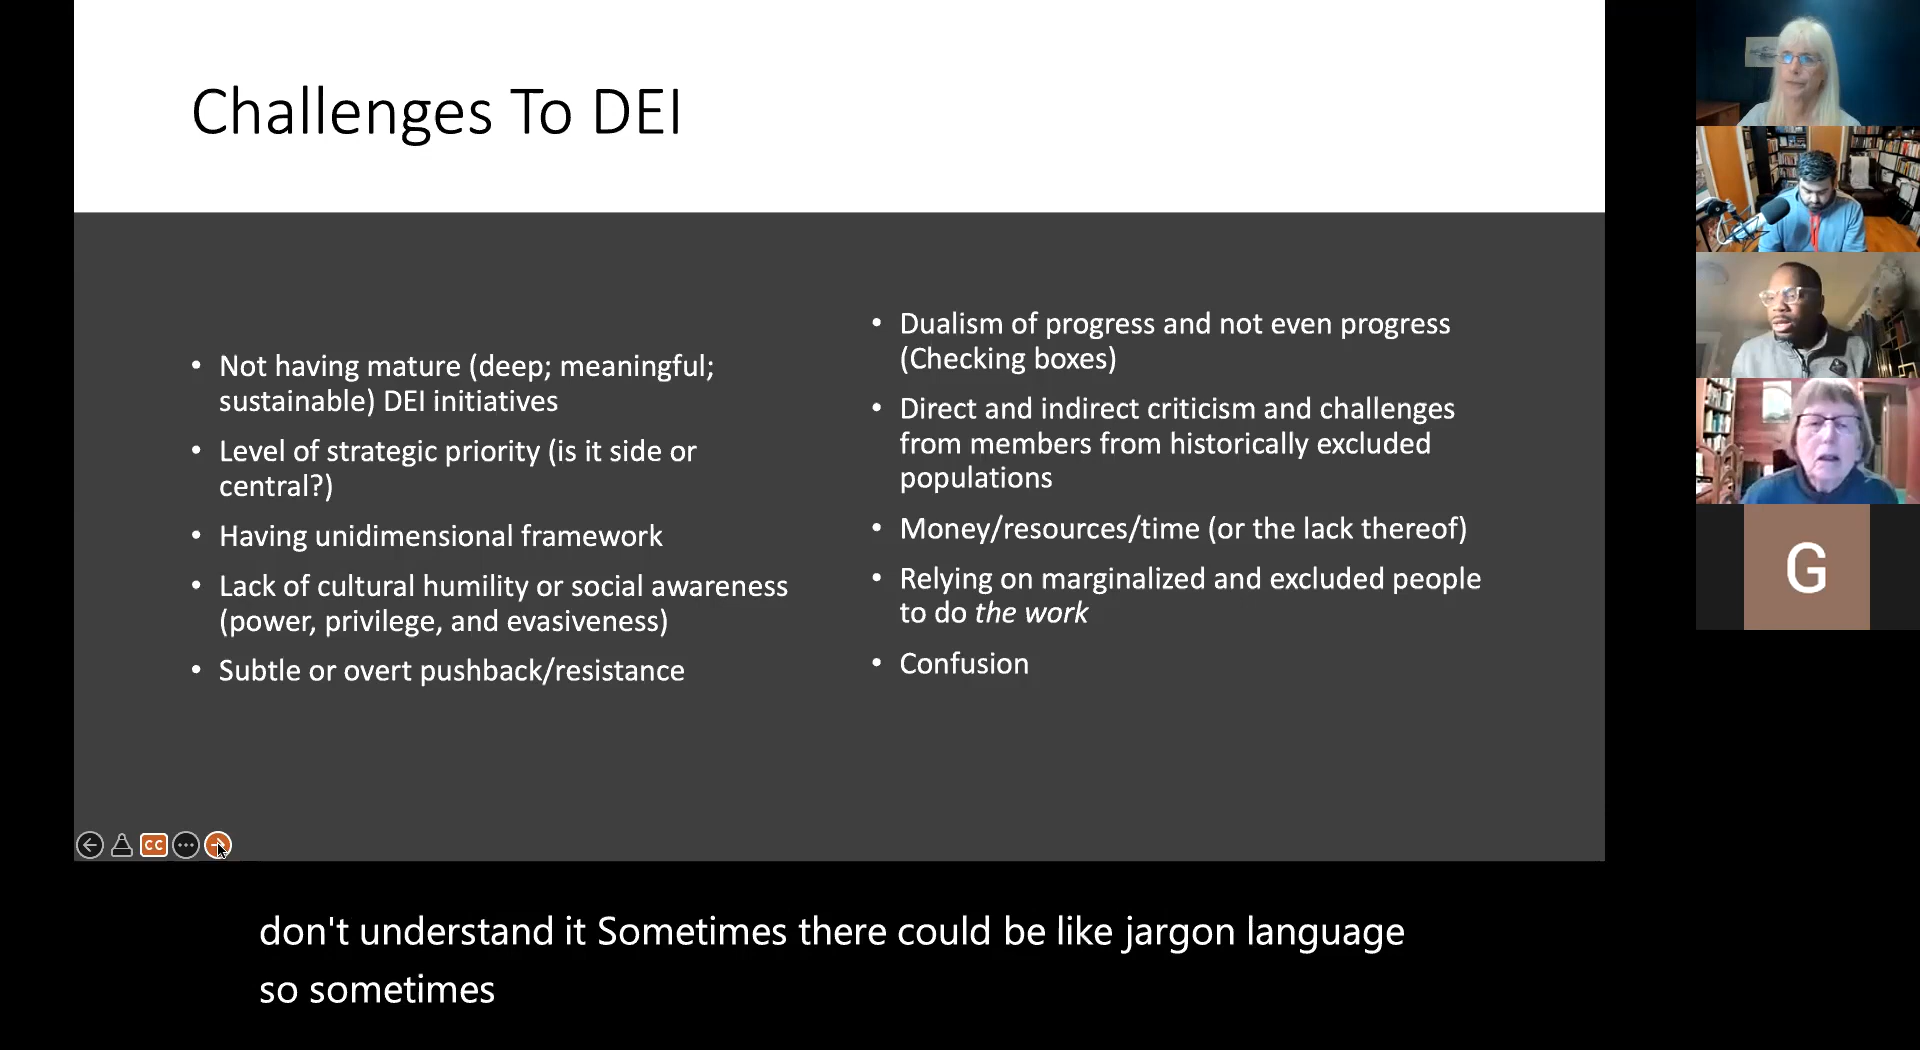 Challenges To DEI
• Not having mature (deep; meaningful;
sustainable) DEI initiatives
• Level of strategic priority (is it side or
central?)
• Having unidimensional framework
• Lack of cultural humility or social awareness
(power, privilege, and evasiveness)
• Subtle or overt pushback/resistance
• Dualism of progress and not even progress
(Checking boxes)
• Direct and indirect criticism and challenges
from members from historically excluded
populations
• Money/resources/time (or the lack thereof)
• Relying on marginalized and excluded people
to do the work
• Confusion
CC
G
don't understand it Sometimes there could be like jargon language
so sometimes